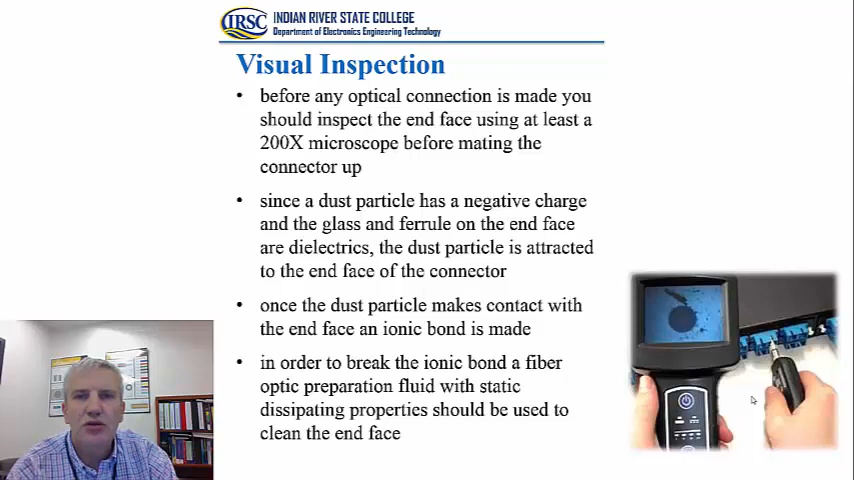 IRSC
INDIAN RIVER STATE COLLEGE
Department of Electronics Engineering Technology
Visual Inspection
• before any optical connection is made you
should inspect the end face using at least a
200X microscope before mating the
connector up
• since a dust particle has a negative charge
and the glass and ferrule on the end face
are dielectrics, the dust particle is attracted
to the end face of the connector
• once the dust particle makes contact with
the end face an ionic bond is made
• in order to break the ionic bond a fiber
optic preparation fluid with static
dissipating properties should be used to
clean the end face